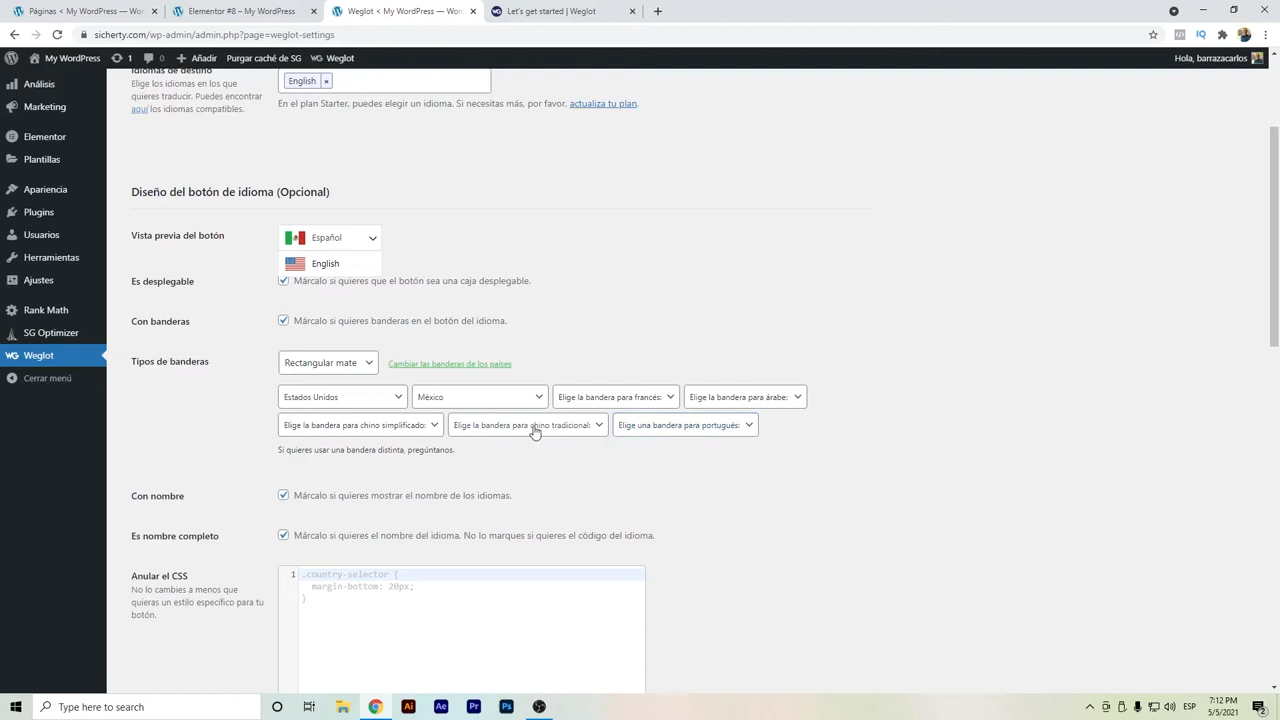 Páginas < My WordPress — Word
Elementor #8 – My WordPress
Weglot < My WordPress — WordPr
Let's get started | Weglot
sicherty.com/wp-admin/admin.php?page=weglot-settings
My WordPress
1
0
Añadir
Purgar caché de SG
WG Weglot
Hola, barrazacarlos
Análisis
Marketing
Elementor
Plantillas
Apariencia
Plugins
Usuarios
Herramientas
Ajustes
Rank Math
SG Optimizer
WG Weglot
Cerrar menú
Idiomas de destino
Elige los idiomas en los que
quieres traducir. Puedes encontrar
aquí los idiomas compatibles.
English ×
En el plan Starter, puedes elegir un idioma. Si necesitas más, por favor, actualiza tu plan.
Diseño del botón de idioma (Opcional)
Vista previa del botón
Español
English
Es desplegable
Márcalo si quieres que el botón sea una caja desplegable.
Con banderas
Márcalo si quieres banderas en el botón del idioma.
Tipos de banderas
Rectangular mate
Cambiar las banderas de los países
Estados Unidos
México
Elige la bandera para francés:
Elige la bandera para árabe:
Elige la bandera para chino simplificado:
Elige la bandera para chino tradicional:
Elige una bandera para portugués:
Si quieres usar una bandera distinta, pregúntanos.
Con nombre
Márcalo si quieres mostrar el nombre de los idiomas.
Es nombre completo
Márcalo si quieres el nombre del idioma. No lo marques si quieres el código del idioma.
Anular el CSS
No lo cambies a menos que
quieras un estilo específico para tu
botón.
1 .country-selector {
margin-bottom: 20px;
}
Type here to search
Ai
Ae
Pr
Ps
ESP
7:12 PM
5/5/2021
2